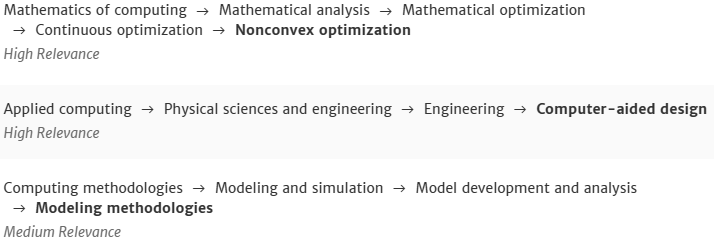 Mathematics of computing → Mathematical analysis → Mathematical optimization
→ Continuous optimization → Nonconvex optimization
High Relevance
Applied computing → Physical sciences and engineering → Engineering → Computer-aided design
High Relevance
Computing methodologies → Modeling and simulation → Model development and analysis
→ Modeling methodologies
Medium Relevance